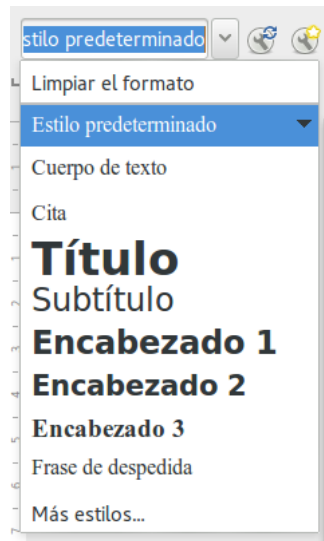 stilo predeterminado
Limpiar el formato
Estilo predeterminado
Cuerpo de texto
Cita
Título
Subtítulo
Encabezado 1
Encabezado 2
Encabezado 3
Frase de despedida
Más estilos...